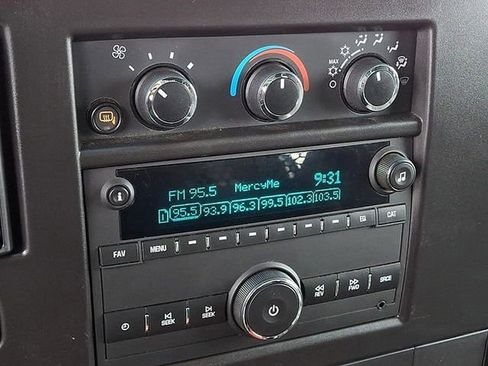 MAX
FM 95.5 MercyMe 9:31
1 95.5 93.9 96.3 99.5 102.3 103.5
FAV MENU EQ CAT
SEEK SEEK REV FWD SRCE